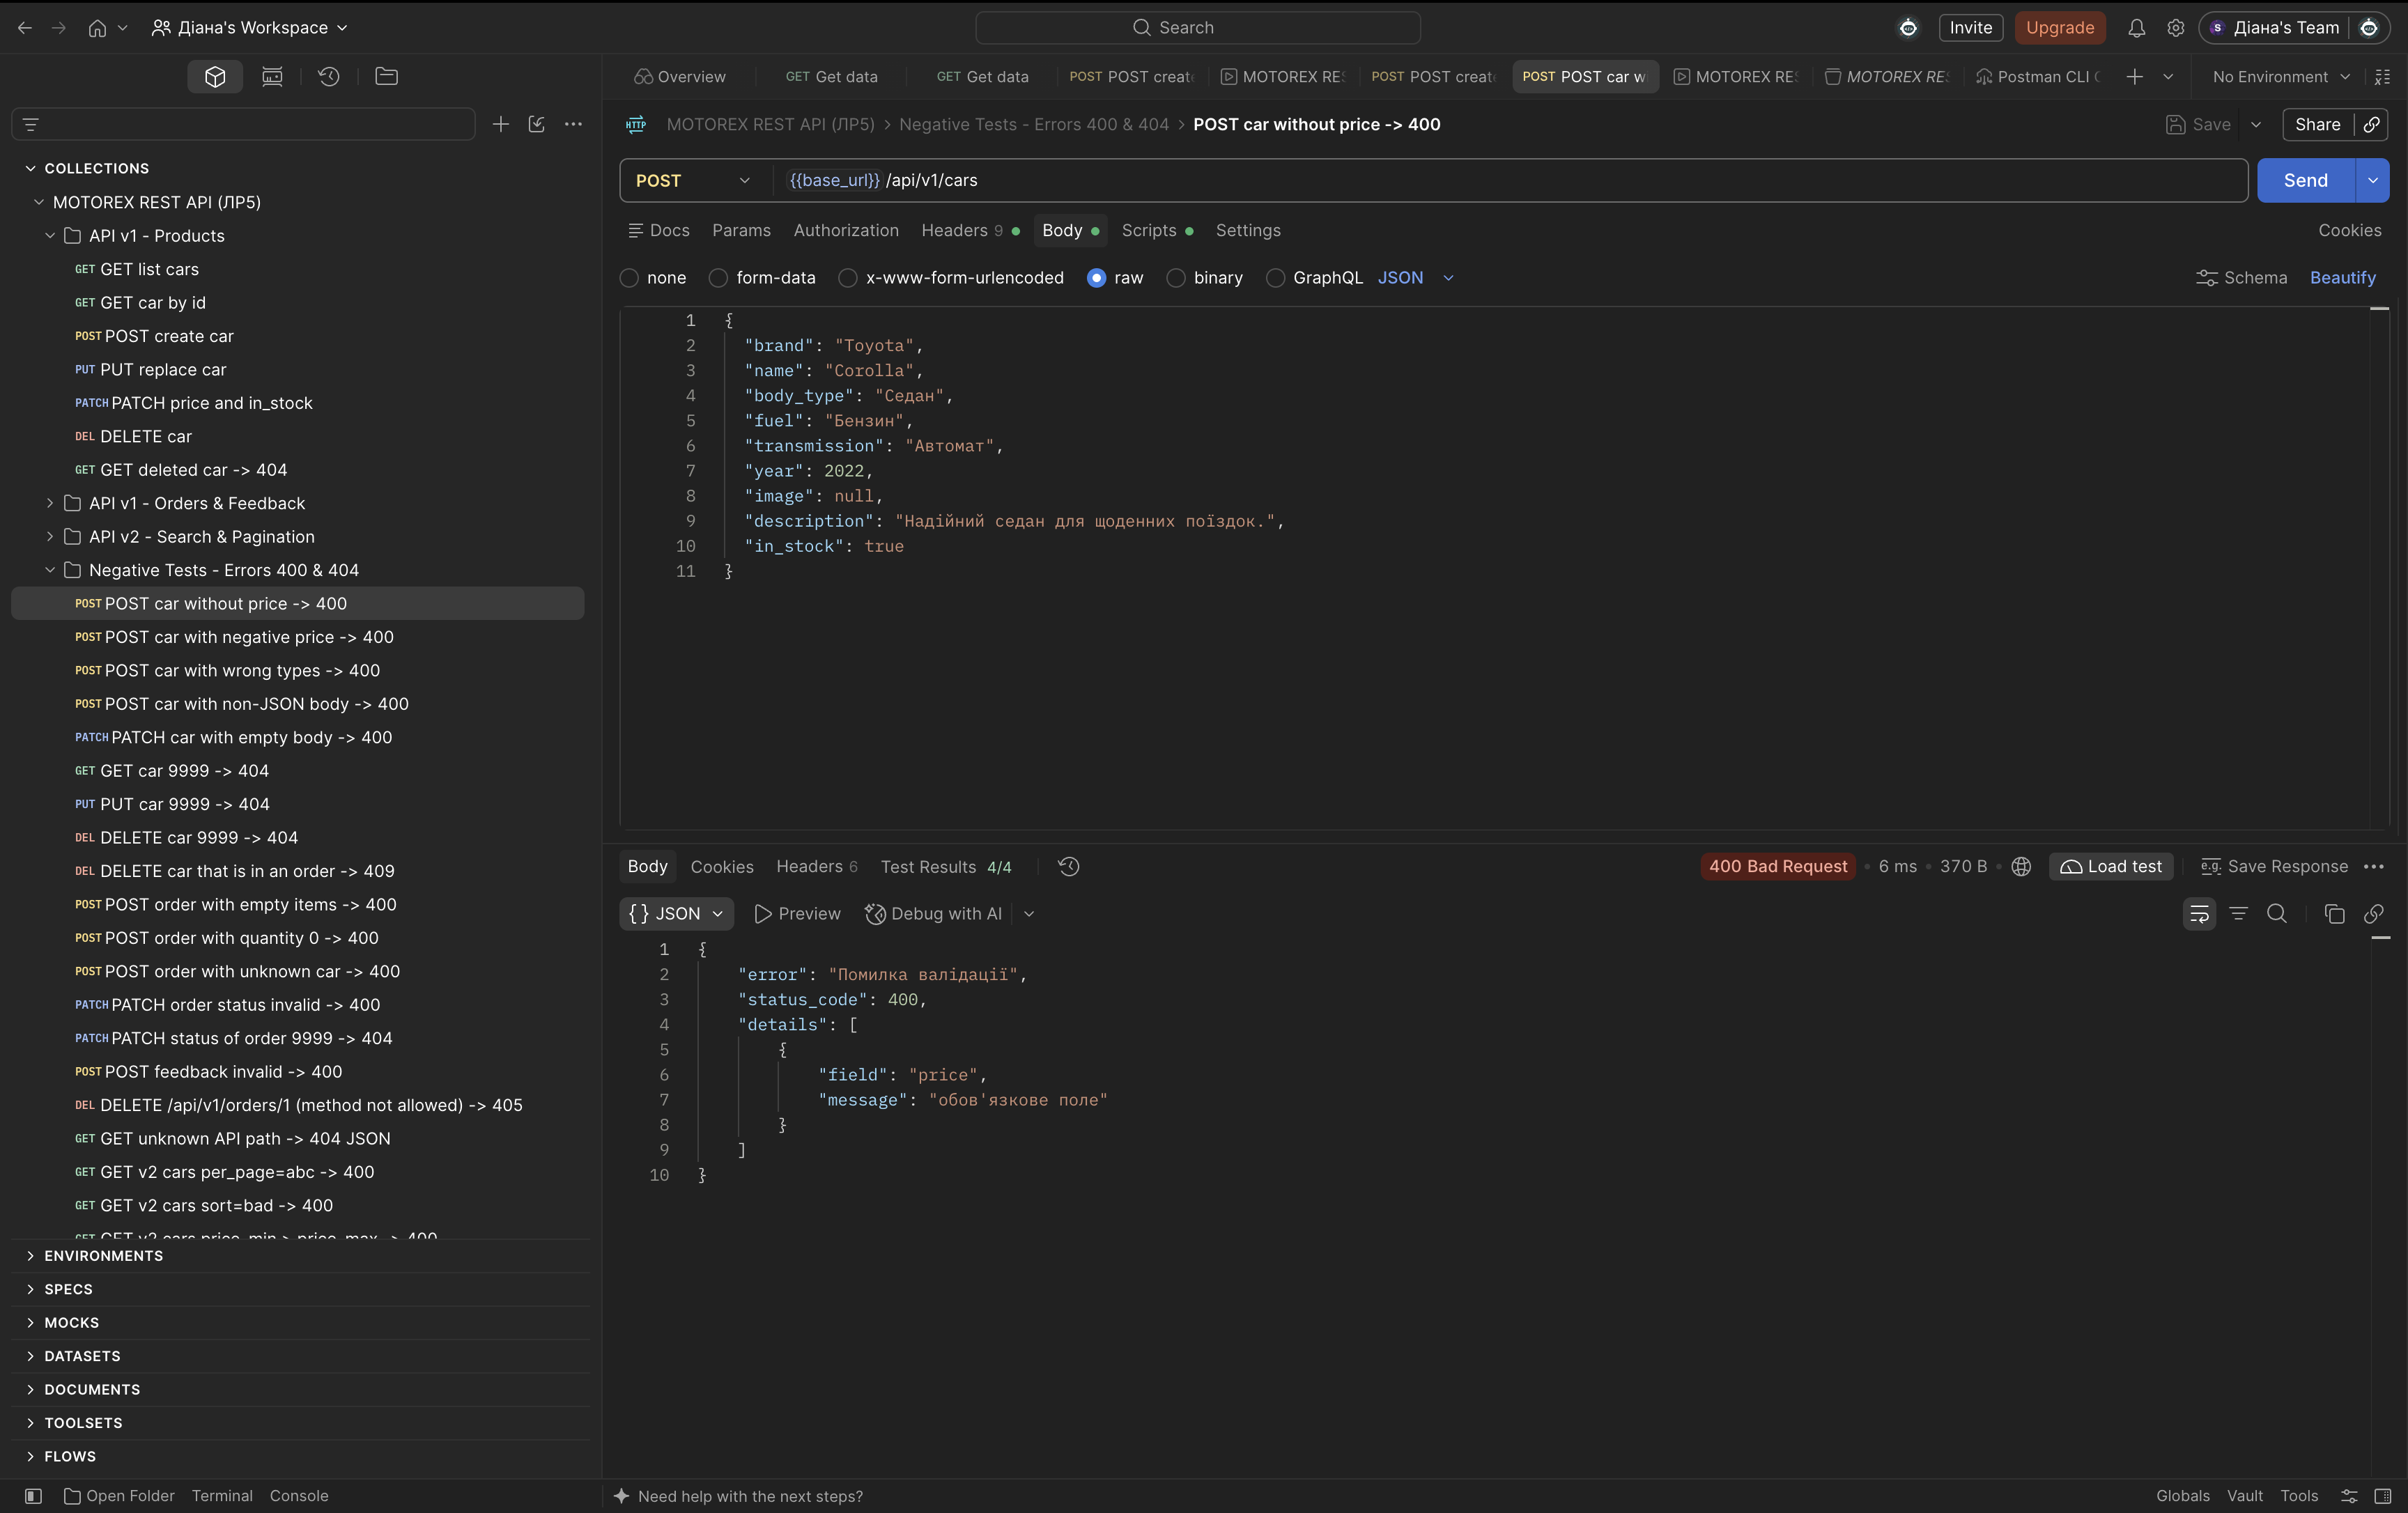 Діана's Workspace
Search
Invite
Upgrade
S Діана's Team
Overview
GET Get data
GET Get data
POST POST create
MOTOREX RES
POST POST create
POST POST car w
MOTOREX RES
MOTOREX RES
Postman CLI
No Environment
COLLECTIONS
MOTOREX REST API (ЛР5)
API v1 - Products
GET GET list cars
GET GET car by id
POST POST create car
PUT PUT replace car
PATCH PATCH price and in_stock
DEL DELETE car
GET GET deleted car -> 404
API v1 - Orders & Feedback
API v2 - Search & Pagination
Negative Tests - Errors 400 & 404
POST POST car without price -> 400
POST POST car with negative price -> 400
POST POST car with wrong types -> 400
POST POST car with non-JSON body -> 400
PATCH PATCH car with empty body -> 400
GET GET car 9999 -> 404
PUT PUT car 9999 -> 404
DEL DELETE car 9999 -> 404
DEL DELETE car that is in an order -> 409
POST POST order with empty items -> 400
POST POST order with quantity 0 -> 400
POST POST order with unknown car -> 400
PATCH PATCH order status invalid -> 400
PATCH PATCH status of order 9999 -> 404
POST POST feedback invalid -> 400
DEL DELETE /api/v1/orders/1 (method not allowed) -> 405
GET GET unknown API path -> 404 JSON
GET GET v2 cars per_page=abc -> 400
GET GET v2 cars sort=bad -> 400
GET GET v2 cars price_min > price_max -> 400
ENVIRONMENTS
SPECS
MOCKS
DATASETS
DOCUMENTS
TOOLSETS
FLOWS
HTTP MOTOREX REST API (ЛР5) > Negative Tests - Errors 400 & 404 > POST car without price -> 400
Save
Share
POST {{base_url}} /api/v1/cars
Send
Docs Params Authorization Headers 9 Body Scripts Settings
Cookies
none form-data x-www-form-urlencoded raw binary GraphQL JSON
Schema Beautify
1 {
2 "brand": "Toyota",
3 "name": "Corolla",
4 "body_type": "Седан",
5 "fuel": "Бензин",
6 "transmission": "Автомат",
7 "year": 2022,
8 "image": null,
9 "description": "Надійний седан для щоденних поїздок.",
10 "in_stock": true
11 }
Body Cookies Headers 6 Test Results 4/4
400 Bad Request • 6 ms • 370 B •
Load test
e.g. Save Response
{} JSON Preview Debug with AI
1 {
2 "error": "Помилка валідації",
3 "status_code": 400,
4 "details": [
5 {
6 "field": "price",
7 "message": "обов'язкове поле"
8 }
9 ]
10 }
Open Folder Terminal Console
Need help with the next steps?
Globals Vault Tools